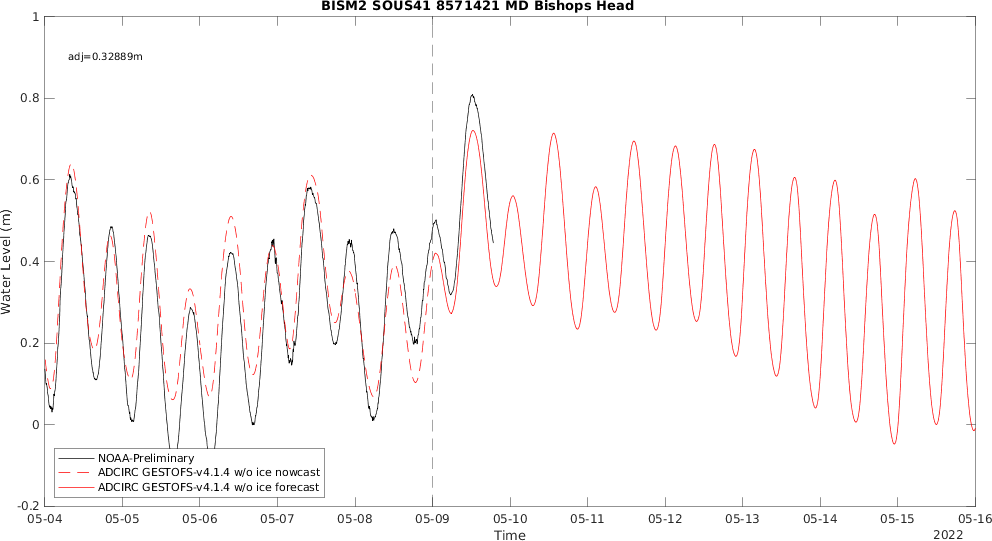 BISM2 SOUS41 8571421 MD Bishops Head
adj=0.32889m
1
0.8
0.6
0.4
0.2
0
-0.2
Water Level (m)
NOAA-Preliminary
ADCIRC GESTOFS-v4.1.4 w/o ice nowcast
ADCIRC GESTOFS-v4.1.4 w/o ice forecast
05-04 05-05 05-06 05-07 05-08 05-09 05-10 05-11 05-12 05-13 05-14 05-15 05-16
Time
2022